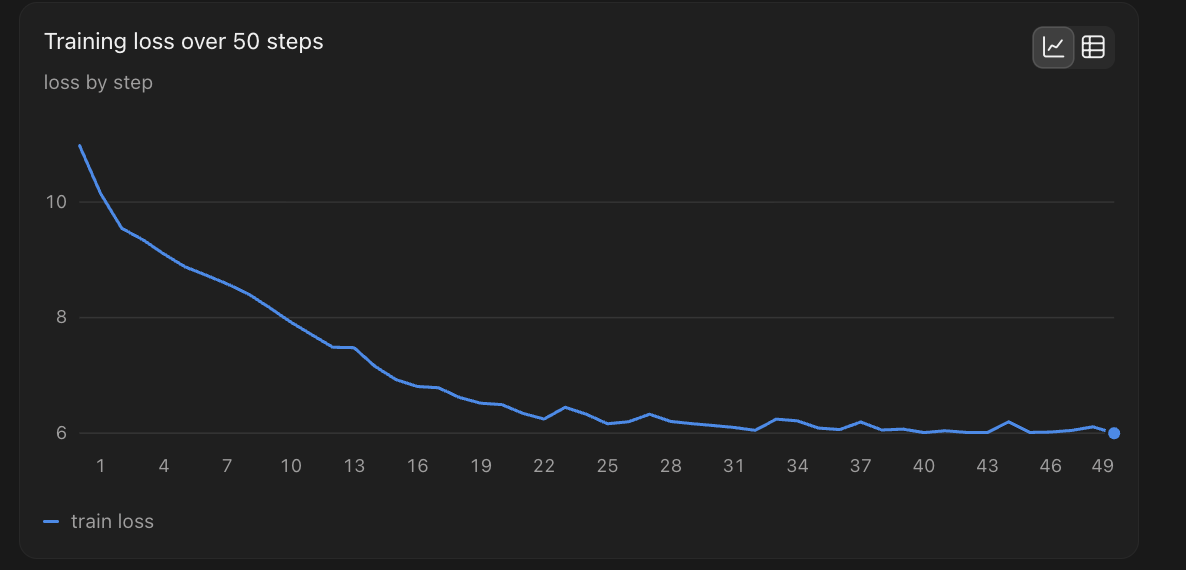 Training loss over 50 steps
loss by step
10
8
6
1 4 7 10 13 16 19 22 25 28 31 34 37 40 43 46 49
train loss